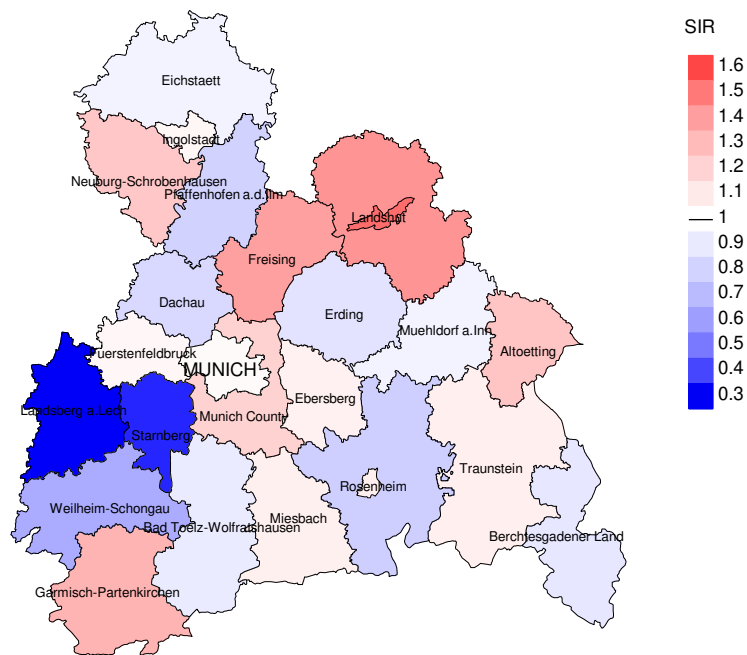 SIR
1.6
1.5
1.4
1.3
1.2
1.1
1
0.9
0.8
0.7
0.6
0.5
0.4
0.3
Eichstaett
Ingolstadt
Neuburg-Schrobenhausen
Pfaffenhofen a.d.Ilm
Landshut
Freising
Dachau
Erding
Muehldorf a.Inn
Altoetting
Fuerstenfeldbruck
MUNICH
Ebersberg
Landsberg a.Lech
Munich County
Starnberg
Traunstein
Rosenheim
Weilheim-Schongau
Miesbach
Bad Toelz-Wolfratshausen
Berchtesgadener Land
Garmisch-Partenkirchen